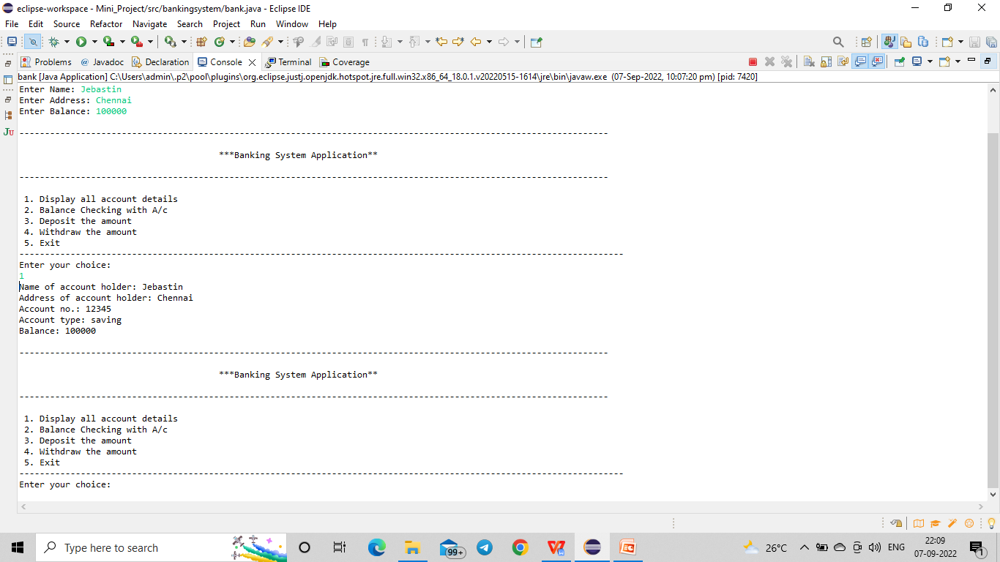 eclipse-workspace - Mini_Project/src/bankingsystem/bank.java - Eclipse IDE
File Edit Source Refactor Navigate Search Project Run Window Help
Problems @ Javadoc Declaration Console Terminal Coverage
bank [Java Application] C:\Users\admin\.p2\pool\plugins\org.eclipse.justj.openjdk.hotspot.jre.full.win32.x86_64_18.0.1.v20220515-1614\jre\bin\javaw.exe (07-Sep-2022, 10:07:20 pm) [pid: 7420]
Enter Name: Jebastin
Enter Address: Chennai
Enter Balance: 100000
-------------------------------------------------------------------------------------------------------------------
***Banking System Application**
-------------------------------------------------------------------------------------------------------------------
1. Display all account details
2. Balance Checking with A/c
3. Deposit the amount
4. Withdraw the amount
5. Exit
----------------------------------------------------------------------------------------------------------------------
Enter your choice:
1
Name of account holder: Jebastin
Address of account holder: Chennai
Account no.: 12345
Account type: saving
Balance: 100000
-------------------------------------------------------------------------------------------------------------------
***Banking System Application**
-------------------------------------------------------------------------------------------------------------------
1. Display all account details
2. Balance Checking with A/c
3. Deposit the amount
4. Withdraw the amount
5. Exit
----------------------------------------------------------------------------------------------------------------------
Enter your choice:
Type here to search
99+
26°C
ENG
22:09
07-09-2022
1